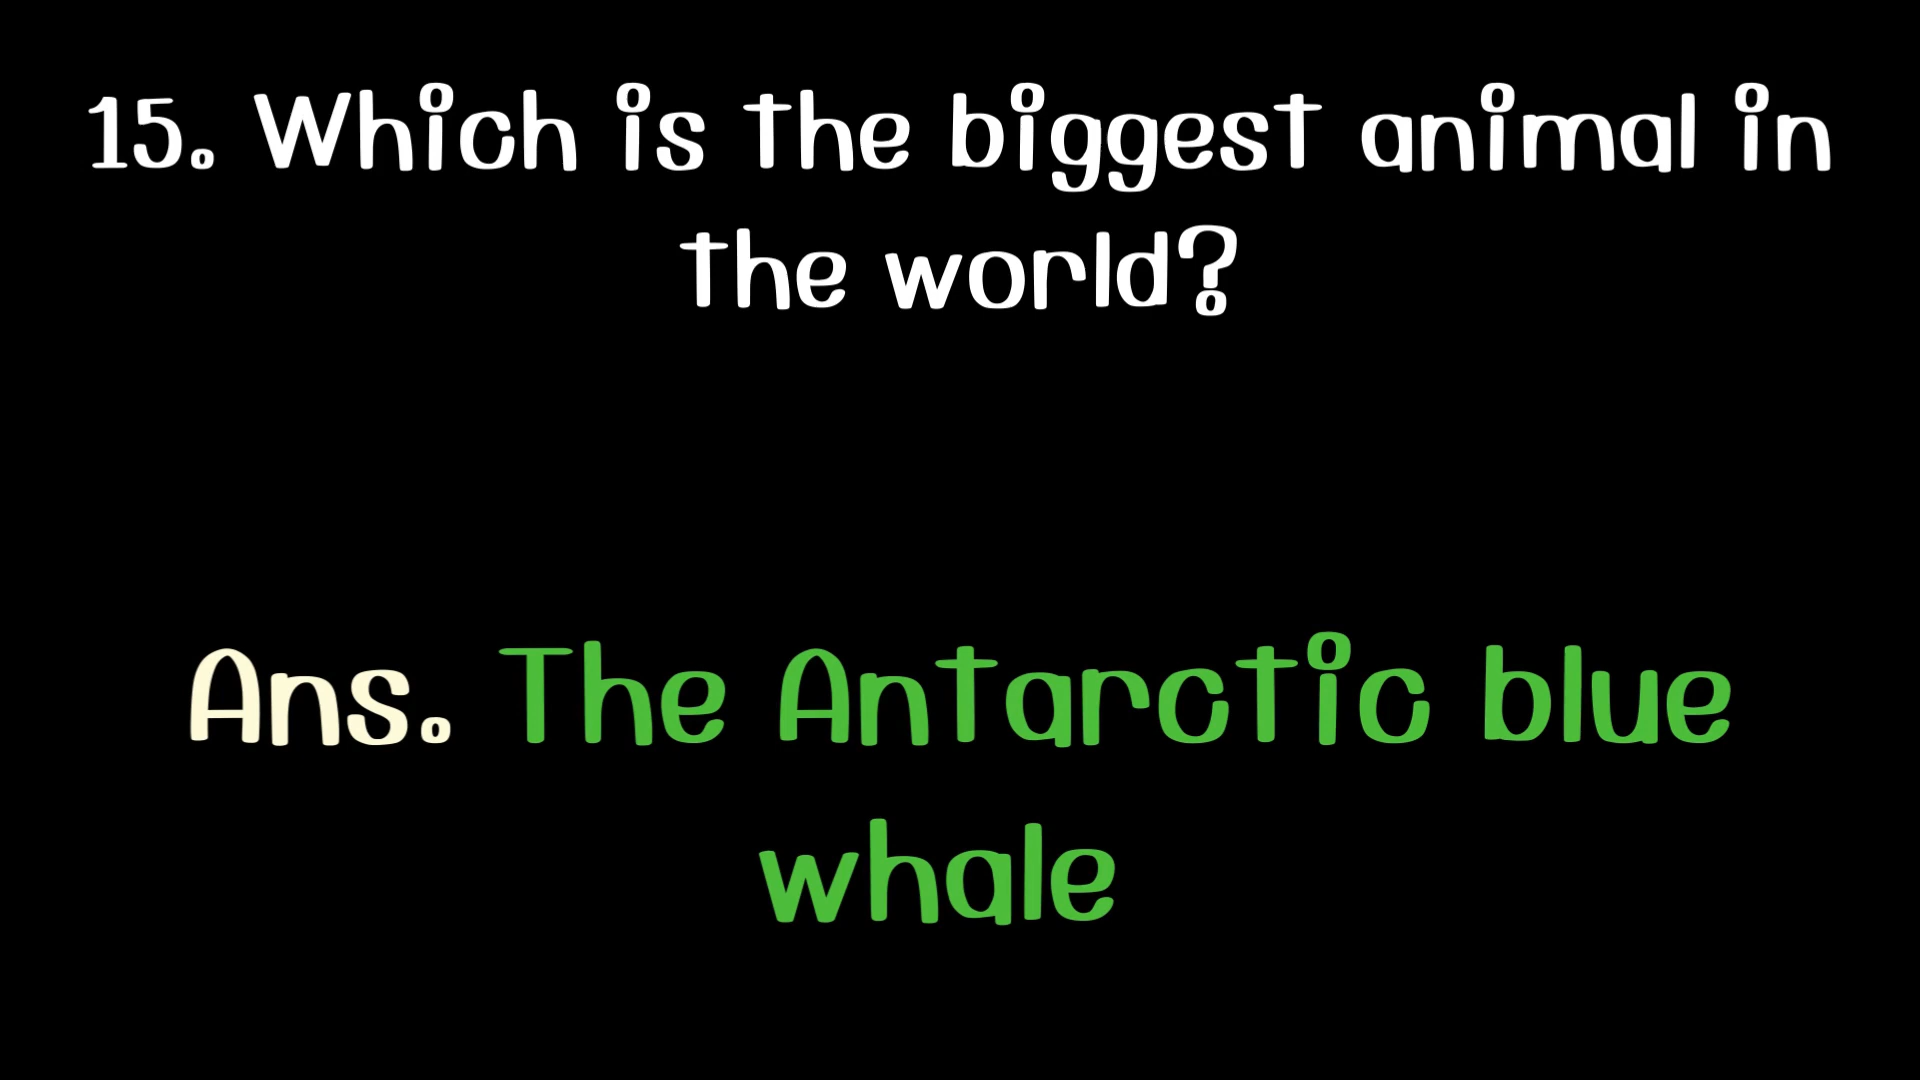 15. Which is the biggest animal in
the world?
Ans. The Antarctic blue
whale